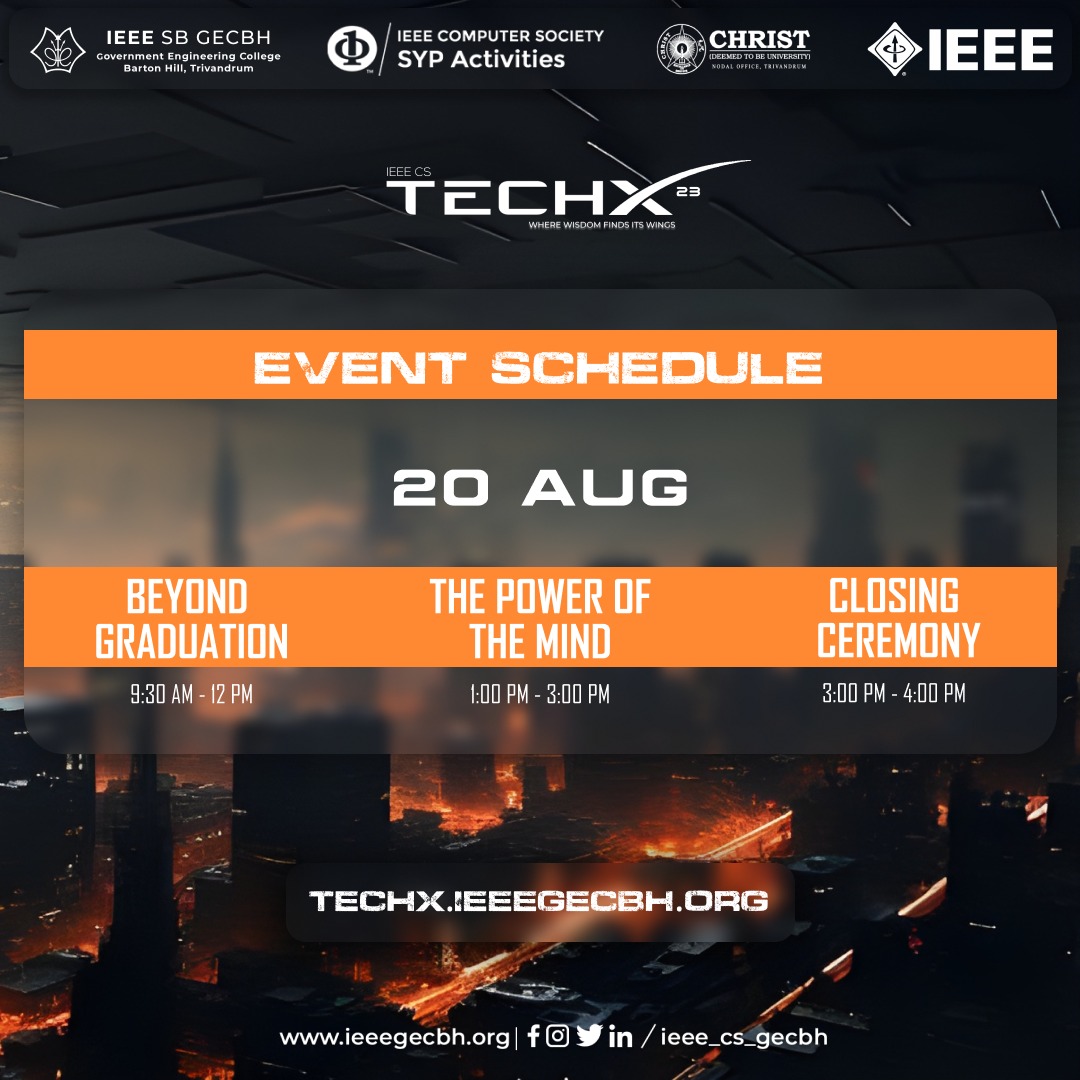 IEEE SB GECBH
Government Engineering College
Barton Hill, Trivandrum
IEEE COMPUTER SOCIETY
SYP Activities
TM
CHRIST
(DEEMED TO BE UNIVERSITY)
NODAL OFFICE, TRIVANDRUM
IEEE
IEEE CS
TECHX 23
WHERE WISDOM FINDS ITS WINGS
EVENT SCHEDULE
20 AUG
BEYOND
GRADUATION
9:30 AM - 12 PM
THE POWER OF
THE MIND
1:00 PM - 3:00 PM
CLOSING
CEREMONY
3:00 PM - 4:00 PM
TECHX.IEEEGECBH.ORG
www.ieeegecbh.org| / ieee_cs_gecbh